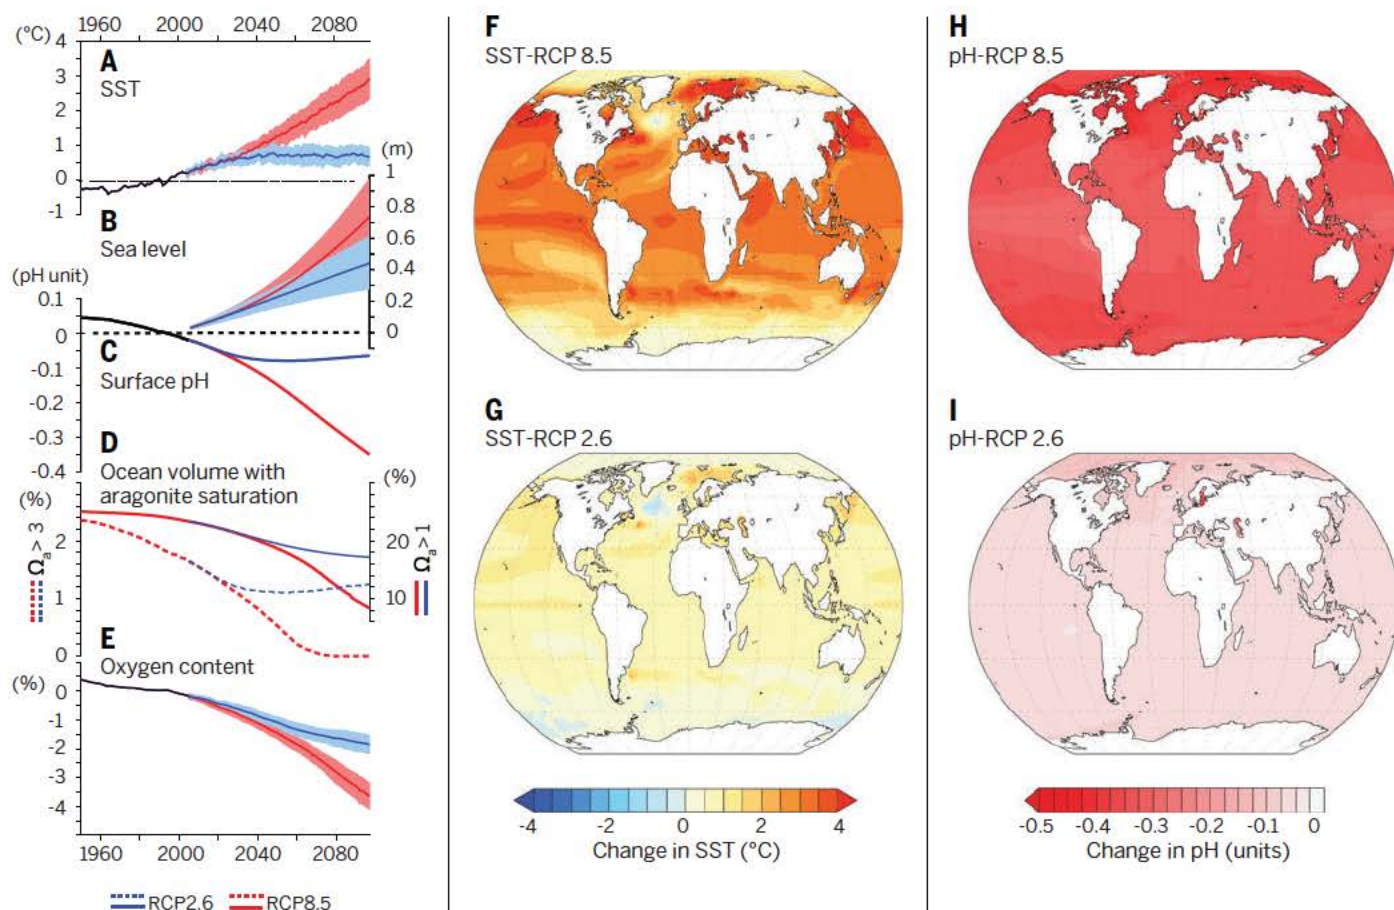 1960 2000 2040 2080
(°C)
4
3
2
1
0
-1
A
SST
(m)
1
0.8
0.6
0.4
0.2
0
B
Sea level
(pH unit)
0.1
0
-0.1
-0.2
-0.3
-0.4
C
Surface pH
D
Ocean volume with
aragonite saturation
(%)
2
1
0
Ωa > 3
(%)
20
10
Ωa > 1
E
Oxygen content
(%)
0
-1
-2
-3
-4
1960 2000 2040 2080
RCP2.6 RCP8.5
F
SST-RCP 8.5
G
SST-RCP 2.6
-4 -2 0 2 4
Change in SST (°C)
H
pH-RCP 8.5
I
pH-RCP 2.6
-0.5 -0.4 -0.3 -0.2 -0.1 0
Change in pH (units)